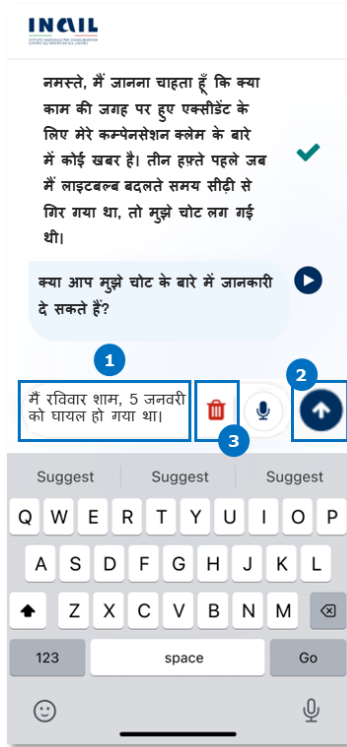 INAIL
नमस्ते, मैं जानना चाहता हूँ कि क्या
काम की जगह पर हुए एक्सीडेंट के
लिए मेरे कम्पेनसेशन क्लेम के बारे
में कोई खबर है। तीन हफ़्ते पहले जब
मैं लाइटबल्ब बदलते समय सीढ़ी से
गिर गया था, तो मुझे चोट लग गई
थी।
क्या आप मुझे चोट के बारे में जानकारी
दे सकते हैं?
1
2
मैं रविवार शाम, 5 जनवरी
को घायल हो गया था।
3
Suggest Suggest Suggest
Q W E R T Y U I O P
A S D F G H J K L
Z X C V B N M
123 space Go